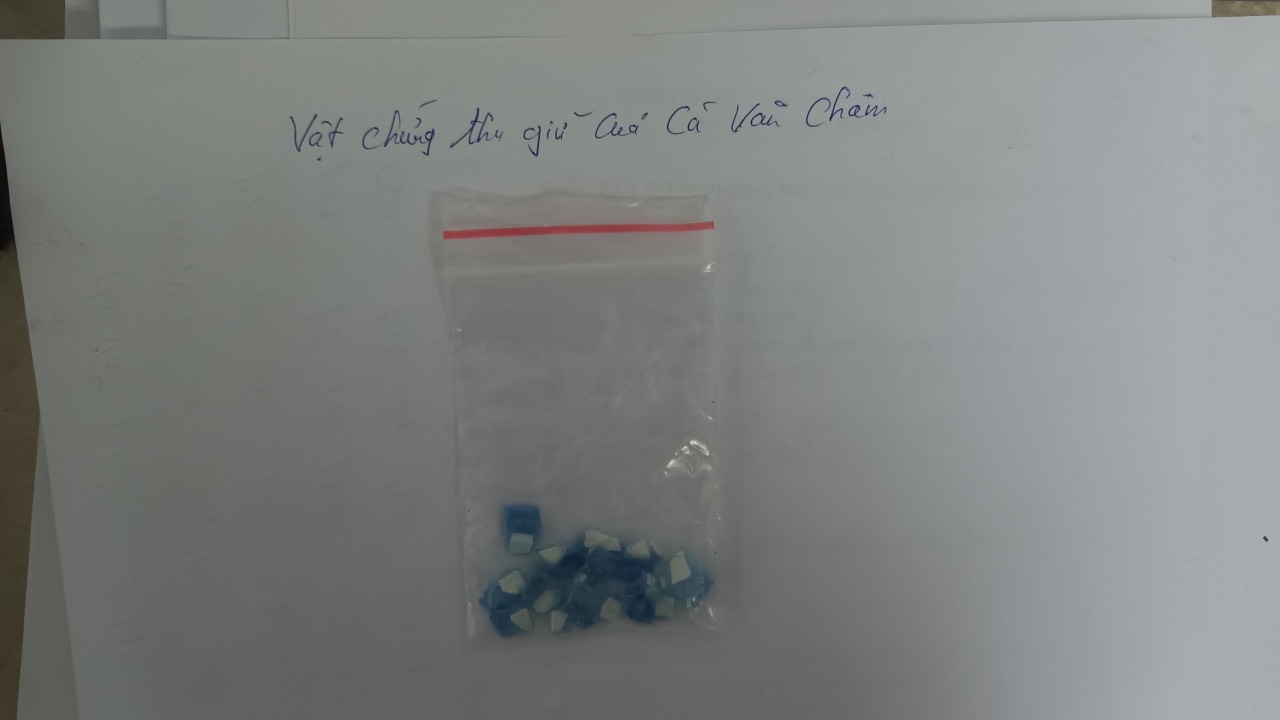 Vật chứng thu giữ của Cà Văn Chăm